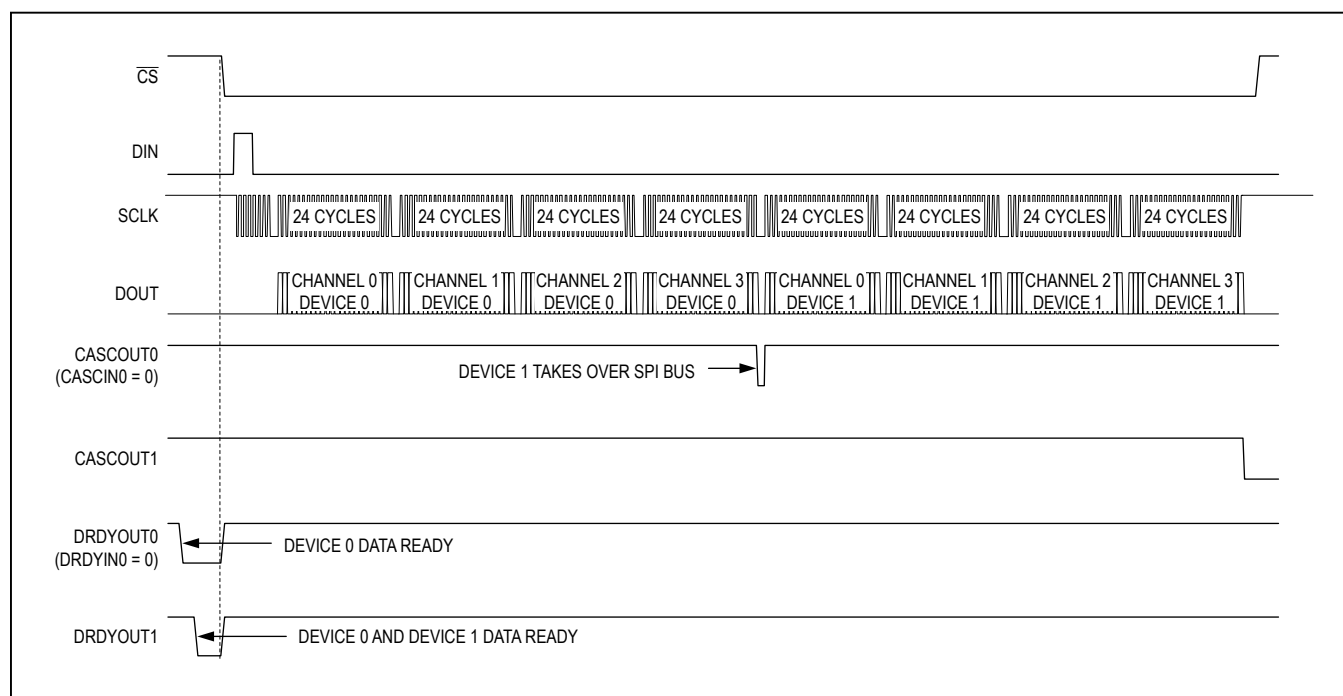 CS
DIN
SCLK
24 CYCLES 24 CYCLES 24 CYCLES 24 CYCLES 24 CYCLES 24 CYCLES 24 CYCLES 24 CYCLES
DOUT
CHANNEL 0 CHANNEL 1 CHANNEL 2 CHANNEL 3 CHANNEL 0 CHANNEL 1 CHANNEL 2 CHANNEL 3
DEVICE 0 DEVICE 0 DEVICE 0 DEVICE 0 DEVICE 1 DEVICE 1 DEVICE 1 DEVICE 1
CASCOUT0
(CASCIN0 = 0)
DEVICE 1 TAKES OVER SPI BUS
CASCOUT1
DRDYOUT0
(DRDYIN0 = 0)
DEVICE 0 DATA READY
DRDYOUT1
DEVICE 0 AND DEVICE 1 DATA READY